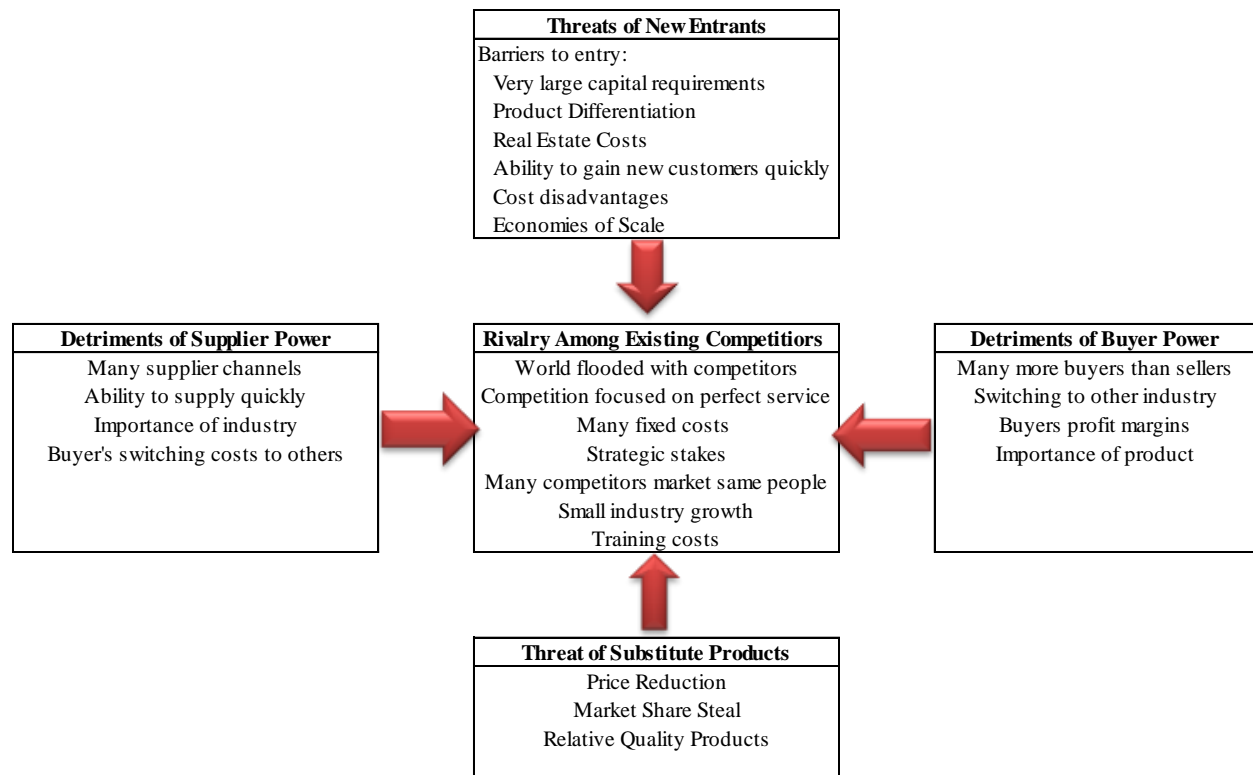 Threats of New Entrants
Barriers to entry:
Very large capital requirements
Product Differentiation
Real Estate Costs
Ability to gain new customers quickly
Cost disadvantages
Economies of Scale
Detriments of Supplier Power
Many supplier channels
Ability to supply quickly
Importance of industry
Buyer's switching costs to others
Rivalry Among Existing Competitiors
World flooded with competitors
Competition focused on perfect service
Many fixed costs
Strategic stakes
Many competitors market same people
Small industry growth
Training costs
Detriments of Buyer Power
Many more buyers than sellers
Switching to other industry
Buyers profit margins
Importance of product
Threat of Substitute Products
Price Reduction
Market Share Steal
Relative Quality Products